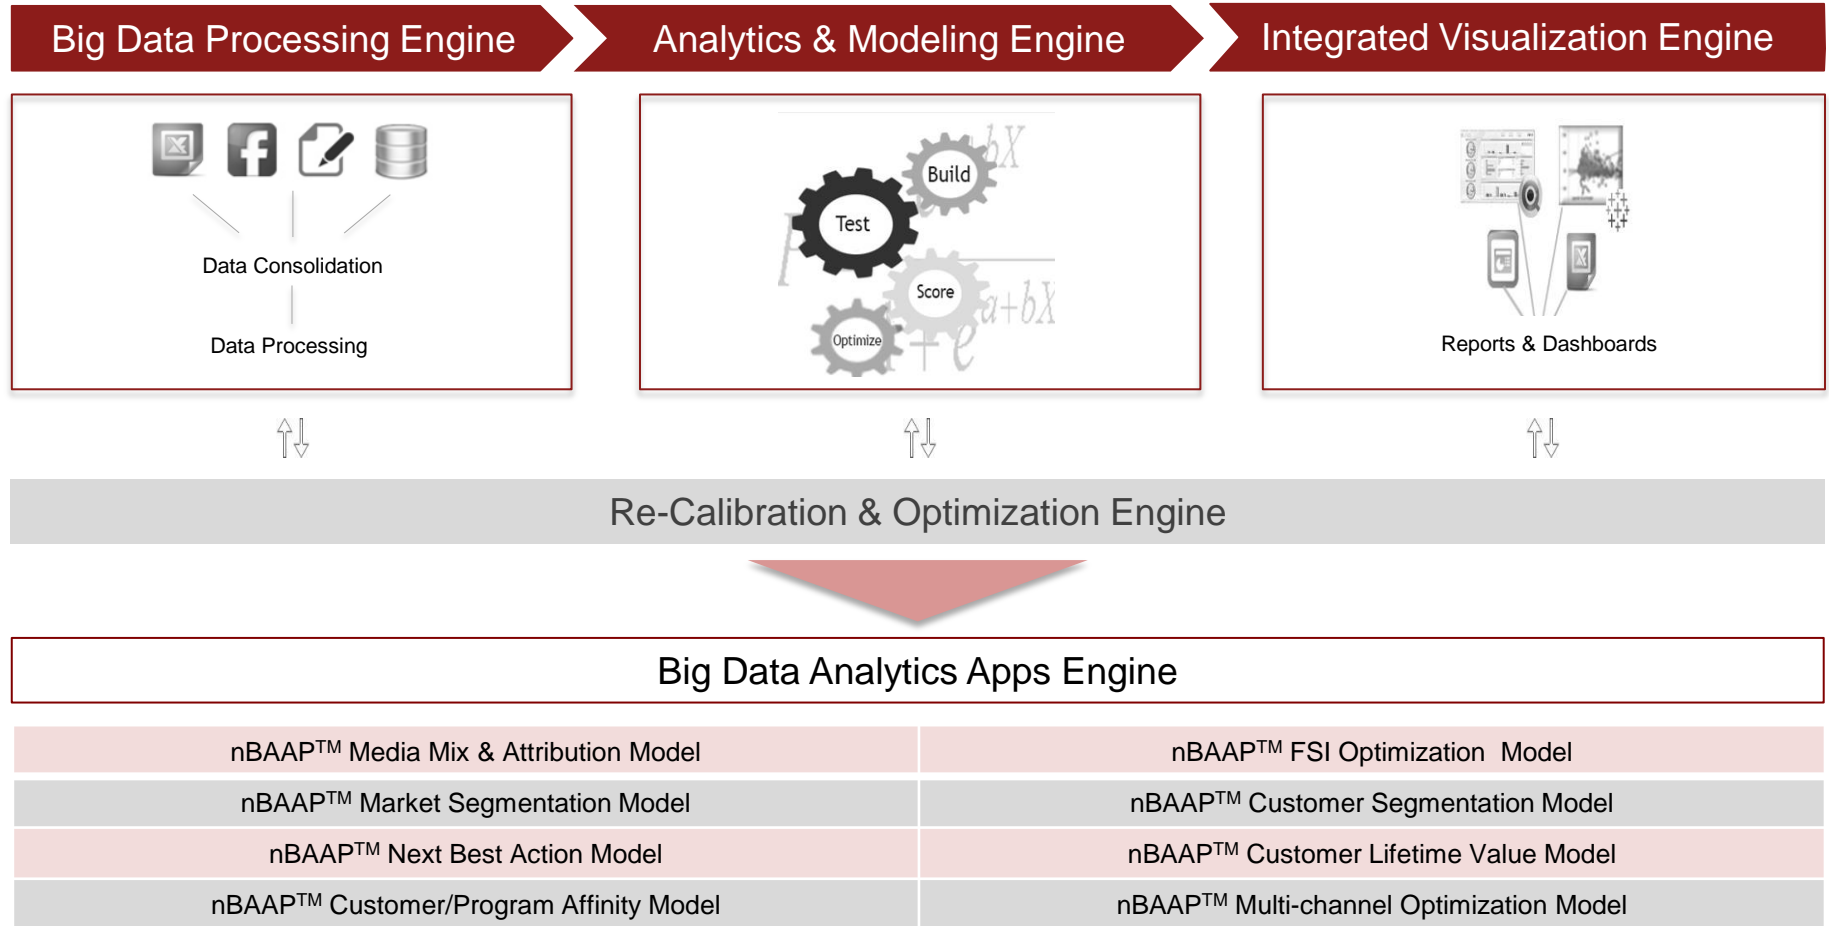 Big Data Processing Engine
Analytics & Modeling Engine
Integrated Visualization Engine
Data Consolidation
Data Processing
bX
Build
Test
Score
a+bX
Optimize
+ e
Reports & Dashboards
Re-Calibration & Optimization Engine
Big Data Analytics Apps Engine
nBAAP™ Media Mix & Attribution Model
nBAAP™ FSI Optimization Model
nBAAP™ Market Segmentation Model
nBAAP™ Customer Segmentation Model
nBAAP™ Next Best Action Model
nBAAP™ Customer Lifetime Value Model
nBAAP™ Customer/Program Affinity Model
nBAAP™ Multi-channel Optimization Model